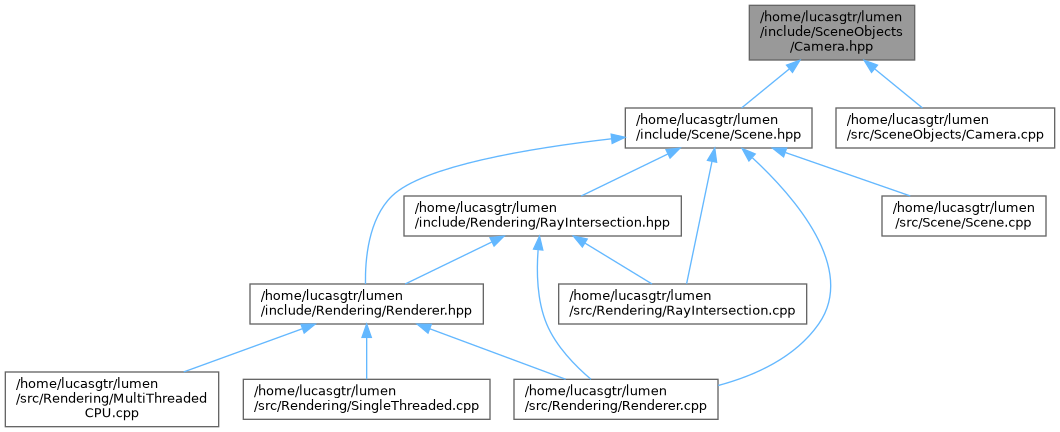 /home/lucasgtr/lumen
/include/SceneObjects
/Camera.hpp
/home/lucasgtr/lumen
/include/Scene/Scene.hpp
/home/lucasgtr/lumen
/src/SceneObjects/Camera.cpp
/home/lucasgtr/lumen
/include/Rendering/RayIntersection.hpp
/home/lucasgtr/lumen
/src/Scene/Scene.cpp
/home/lucasgtr/lumen
/include/Rendering/Renderer.hpp
/home/lucasgtr/lumen
/src/Rendering/RayIntersection.cpp
/home/lucasgtr/lumen
/src/Rendering/MultiThreaded
CPU.cpp
/home/lucasgtr/lumen
/src/Rendering/SingleThreaded.cpp
/home/lucasgtr/lumen
/src/Rendering/Renderer.cpp